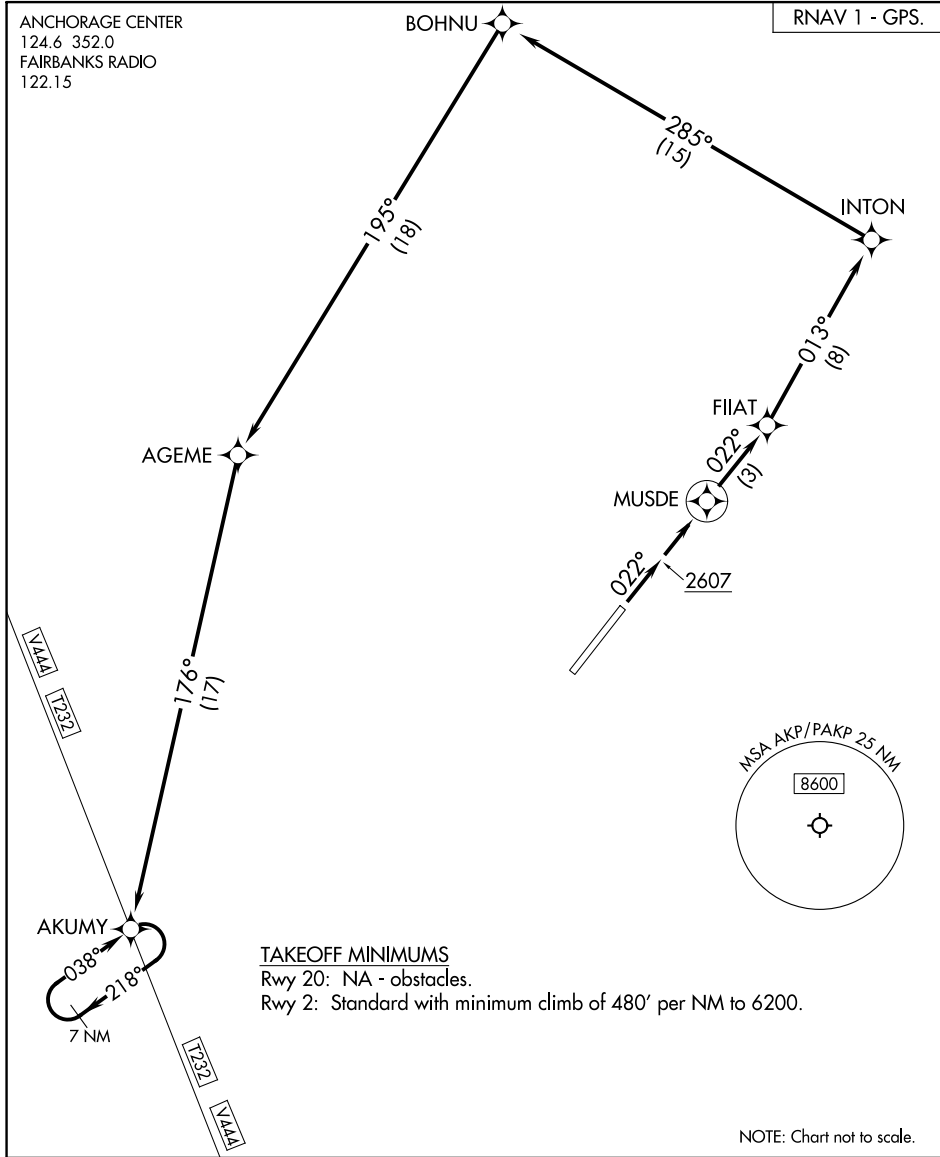 ANCHORAGE CENTER
124.6 352.0
FAIRBANKS RADIO
122.15
BOHNU
RNAV 1 - GPS.
285°
(15)
INTON
195°
(18)
013°
(8)
FIIAT
AGEME
022°
(3)
MUSDE
022°
2607
V444
T232
176°
(17)
MSA AKP/PAKP 25 NM
8600
AKUMY
038°
218°
7 NM
TAKEOFF MINIMUMS
Rwy 20: NA - obstacles.
Rwy 2: Standard with minimum climb of 480' per NM to 6200.
T232
V444
NOTE: Chart not to scale.